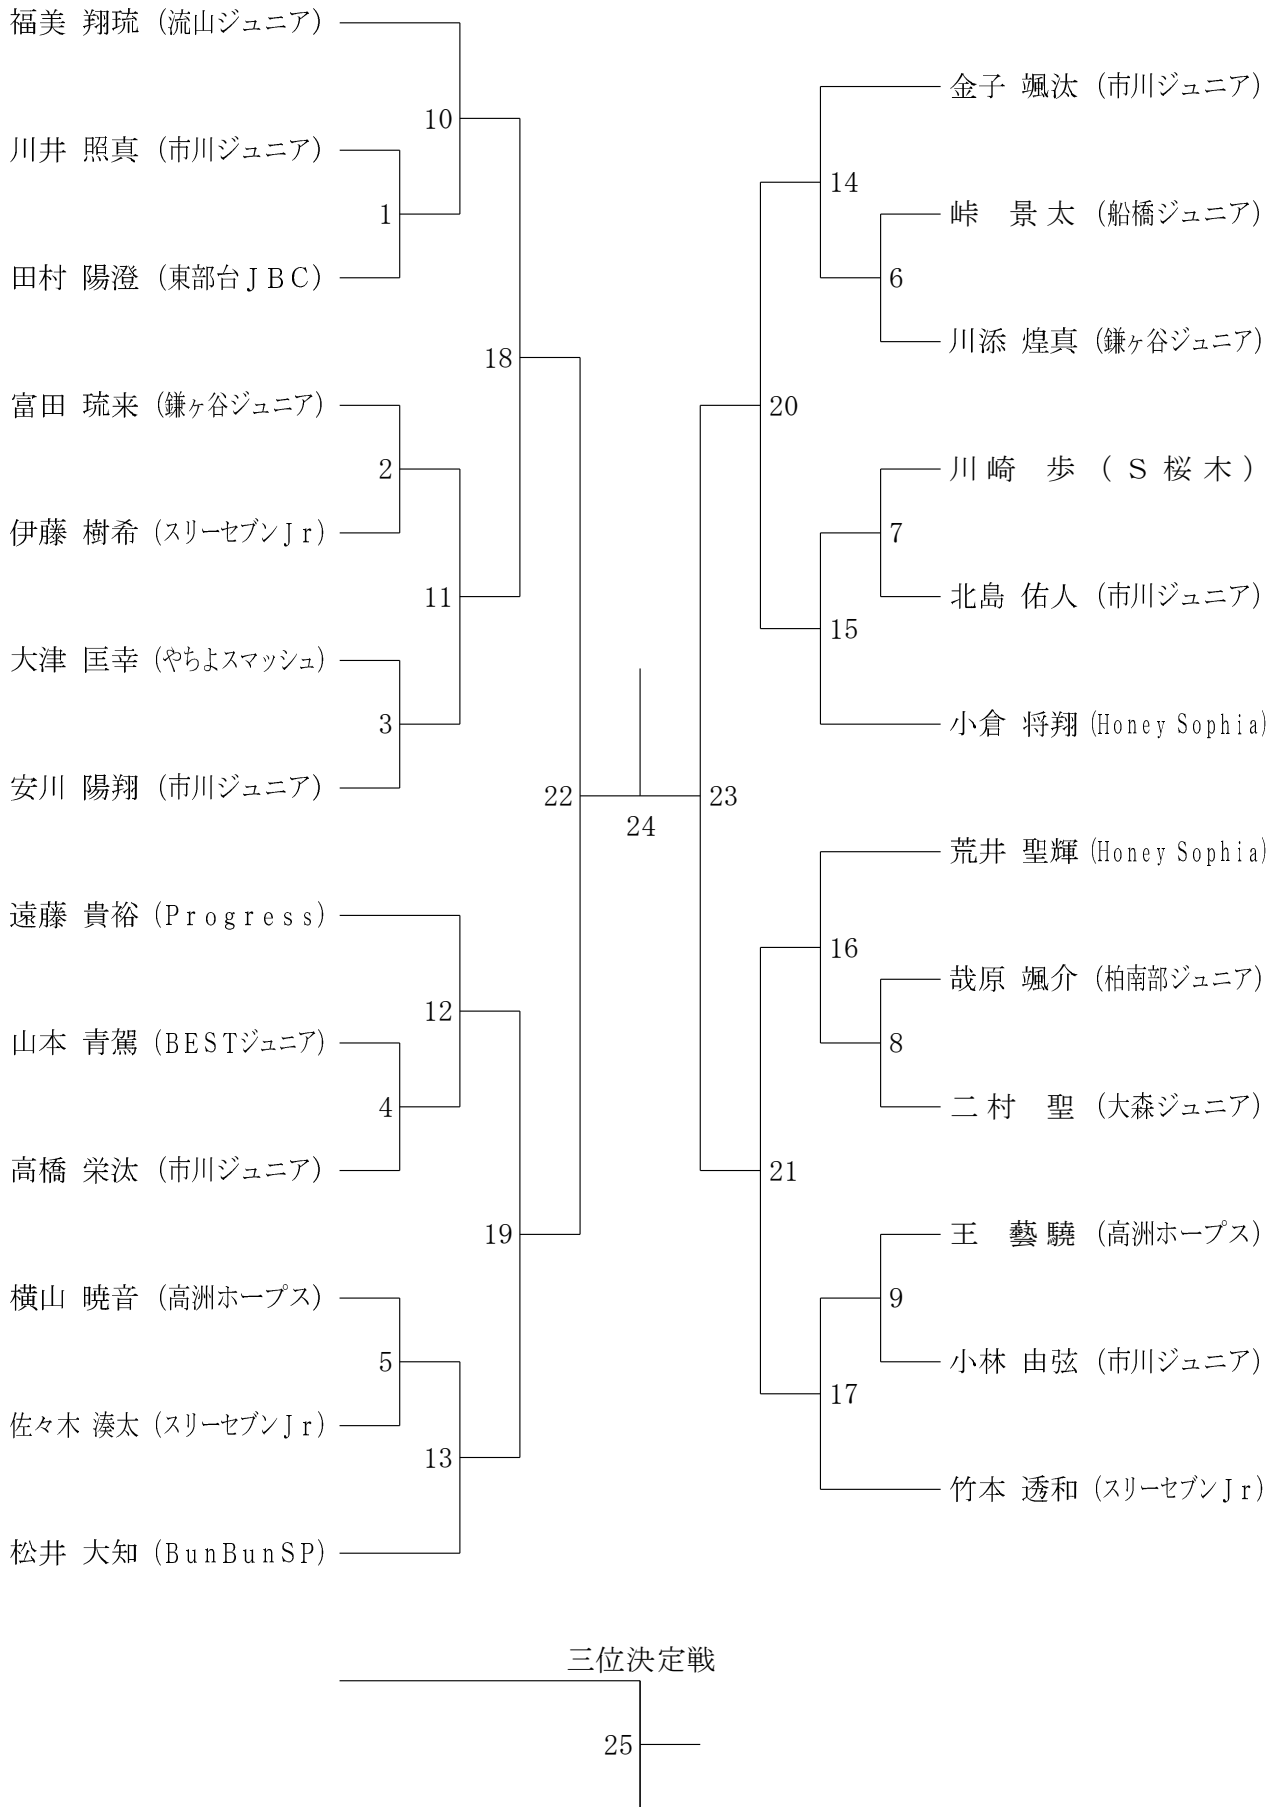 福美 翔琉 (流山ジュニア)
10
川井 照真 (市川ジュニア)
1
田村 陽澄 (東部台ＪＢＣ)
18
富田 琉来 (鎌ヶ谷ジュニア)
2
伊藤 樹希 (スリーセブンＪｒ)
11
大津 匡幸 (やちよスマッシュ)
3
安川 陽翔 (市川ジュニア)
22
遠藤 貴裕 (Progress)
12
山本 青篤 (BESTジュニア)
4
高橋 栄汰 (市川ジュニア)
19
横山 暁音 (高洲ホープス)
5
佐々木 湊太 (スリーセブンＪｒ)
13
松井 大知 (BunBunSP)
24
金子 颯汰 (市川ジュニア)
14
峠 景太 (船橋ジュニア)
6
川添 煌真 (鎌ヶ谷ジュニア)
20
川崎 歩 (Ｓ桜木)
7
北島 佑人 (市川ジュニア)
15
小倉 将翔 (Honey Sophia)
23
荒井 聖輝 (Honey Sophia)
16
哉原 颯介 (柏南部ジュニア)
8
二村 聖 (大森ジュニア)
21
王 藝驍 (高洲ホープス)
9
小林 由弦 (市川ジュニア)
17
竹本 透和 (スリーセブンＪｒ)
三位決定戦
25